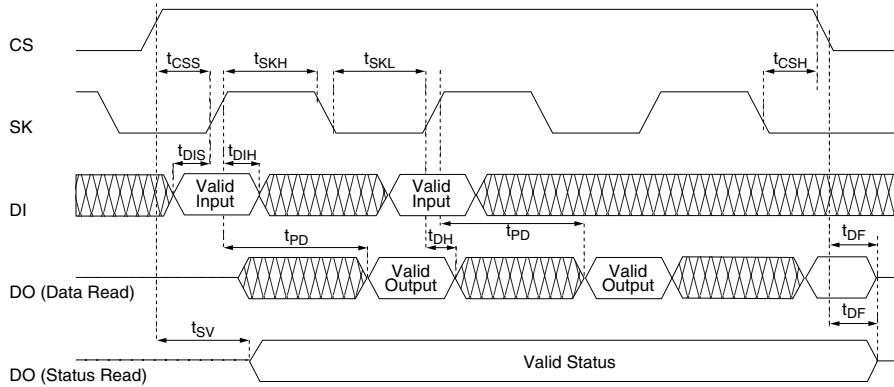 CS
tCSS tSKH tSKL tCSH
SK
tDIS tDIH
Valid Input Valid Input
DI
tPD tDH tPD tDF
Valid Output Valid Output
DO (Data Read)
tDF
tSV
Valid Status
DO (Status Read)